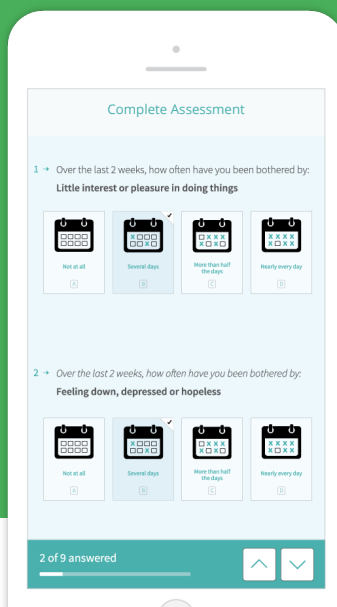 Complete Assessment
1 → Over the last 2 weeks, how often have you been bothered by:
Little interest or pleasure in doing things
Not at all
A
Several days
B
More than half
the days
C
Nearly every day
D
2 → Over the last 2 weeks, how often have you been bothered by:
Feeling down, depressed or hopeless
Not at all
A
Several days
B
More than half
the days
C
Nearly every day
D
2 of 9 answered